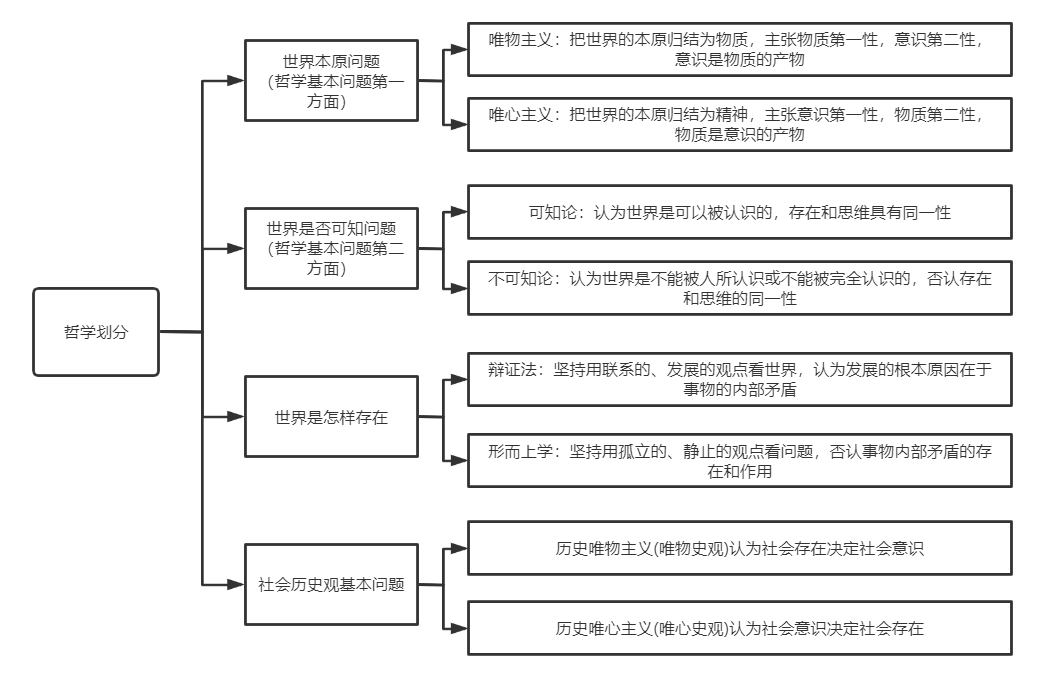 哲学划分
世界本原问题
（哲学基本问题第一
方面）
唯物主义：把世界的本原归结为物质，主张物质第一性，意识第二性，
意识是物质的产物
唯心主义：把世界的本原归结为精神，主张意识第一性，物质第二性，
物质是意识的产物
世界是否可知问题
（哲学基本问题第二
方面）
可知论：认为世界是可以被认识的，存在和思维具有同一性
不可知论：认为世界是不能被人所认识或不能被完全认识的，否认存在
和思维的同一性
世界是怎样存在
辩证法：坚持用联系的、发展的观点看世界，认为发展的根本原因在于
事物的内部矛盾
形而上学：坚持用孤立的、静止的观点看问题，否认事物内部矛盾的存
在和作用
社会历史观基本问题
历史唯物主义(唯物史观)认为社会存在决定社会意识
历史唯心主义(唯心史观)认为社会意识决定社会存在